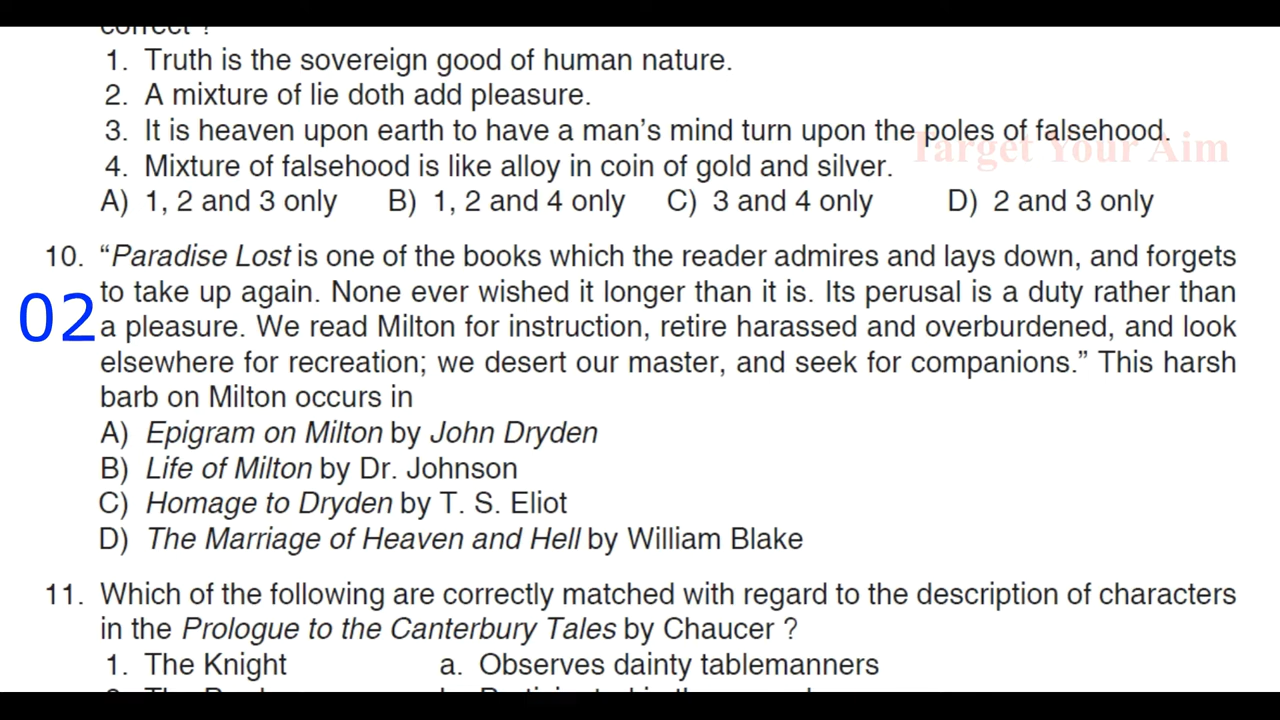 correct ?
1. Truth is the sovereign good of human nature.
2. A mixture of lie doth add pleasure.
3. It is heaven upon earth to have a man's mind turn upon the poles of falsehood.
Target Your Aim
4. Mixture of falsehood is like alloy in coin of gold and silver.
A) 1, 2 and 3 only B) 1, 2 and 4 only C) 3 and 4 only D) 2 and 3 only
10. “Paradise Lost is one of the books which the reader admires and lays down, and forgets
02 to take up again. None ever wished it longer than it is. Its perusal is a duty rather than
a pleasure. We read Milton for instruction, retire harassed and overburdened, and look
elsewhere for recreation; we desert our master, and seek for companions.” This harsh
barb on Milton occurs in
A) Epigram on Milton by John Dryden
B) Life of Milton by Dr. Johnson
C) Homage to Dryden by T. S. Eliot
D) The Marriage of Heaven and Hell by William Blake
11. Which of the following are correctly matched with regard to the description of characters
in the Prologue to the Canterbury Tales by Chaucer ?
1. The Knight a. Observes dainty tablemanners